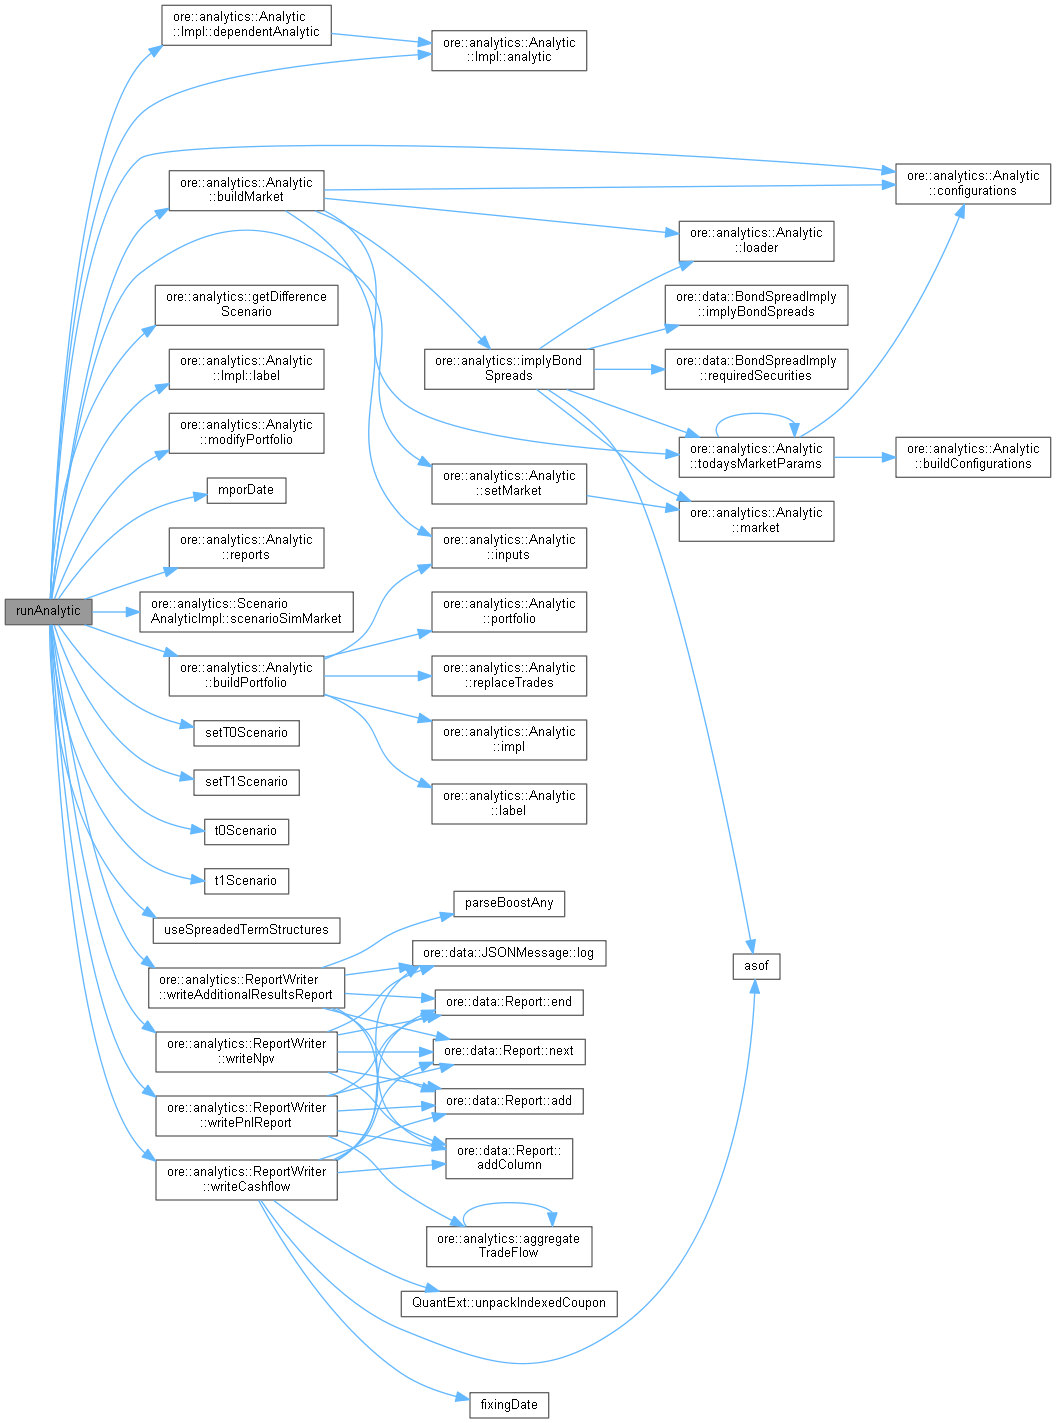 ore::analytics::Analytic
::Impl::dependentAnalytic
ore::analytics::Analytic
::Impl::analytic
ore::analytics::Analytic
::configurations
ore::analytics::Analytic
::buildMarket
ore::analytics::Analytic
::loader
ore::analytics::getDifference
Scenario
ore::data::BondSpreadImply
::implyBondSpreads
ore::analytics::Analytic
::Impl::label
ore::analytics::implyBond
Spreads
ore::data::BondSpreadImply
::requiredSecurities
ore::analytics::Analytic
::modifyPortfolio
ore::analytics::Analytic
::todaysMarketParams
ore::analytics::Analytic
::buildConfigurations
mporDate
ore::analytics::Analytic
::setMarket
ore::analytics::Analytic
::market
ore::analytics::Analytic
::reports
ore::analytics::Analytic
::inputs
runAnalytic
ore::analytics::Scenario
AnalyticImpl::scenarioSimMarket
ore::analytics::Analytic
::portfolio
ore::analytics::Analytic
::buildPortfolio
ore::analytics::Analytic
::replaceTrades
setT0Scenario
ore::analytics::Analytic
::impl
setT1Scenario
ore::analytics::Analytic
::label
t0Scenario
t1Scenario
useSpreadedTermStructures
parseBoostAny
ore::data::JSONMessage::log
asof
ore::analytics::ReportWriter
::writeAdditionalResultsReport
ore::data::Report::end
ore::analytics::ReportWriter
::writeNpv
ore::data::Report::next
ore::analytics::ReportWriter
::writePnlReport
ore::data::Report::add
ore::analytics::ReportWriter
::writeCashflow
ore::data::Report::
addColumn
ore::analytics::aggregate
TradeFlow
QuantExt::unpackIndexedCoupon
fixingDate